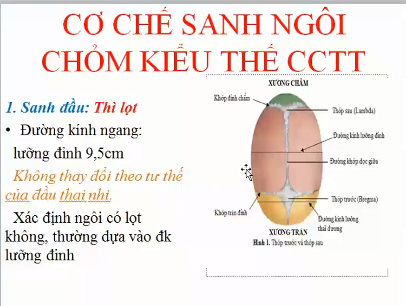 CƠ CHẾ SANH NGÔI
CHỎM KIỂU THẾ CCTT
1. Sanh đầu: Thì lọt
• Đường kính ngang:
lưỡng đỉnh 9,5cm
Không thay đổi theo tư thế
của đầu thai nhi.
Xác định ngôi có lọt
không, thường dựa vào đk
lưỡng đỉnh
XƯƠNG CHẨM
Khớp đỉnh chẩm
Thóp sau (Lambda)
Đường kính lưỡng đỉnh
Đường khớp dọc giữa
Thóp trước (Bregma)
Khớp trán đỉnh
Đường kính lưỡng
thái dương
XƯƠNG TRÁN
Hình 1. Thóp trước và thóp sau